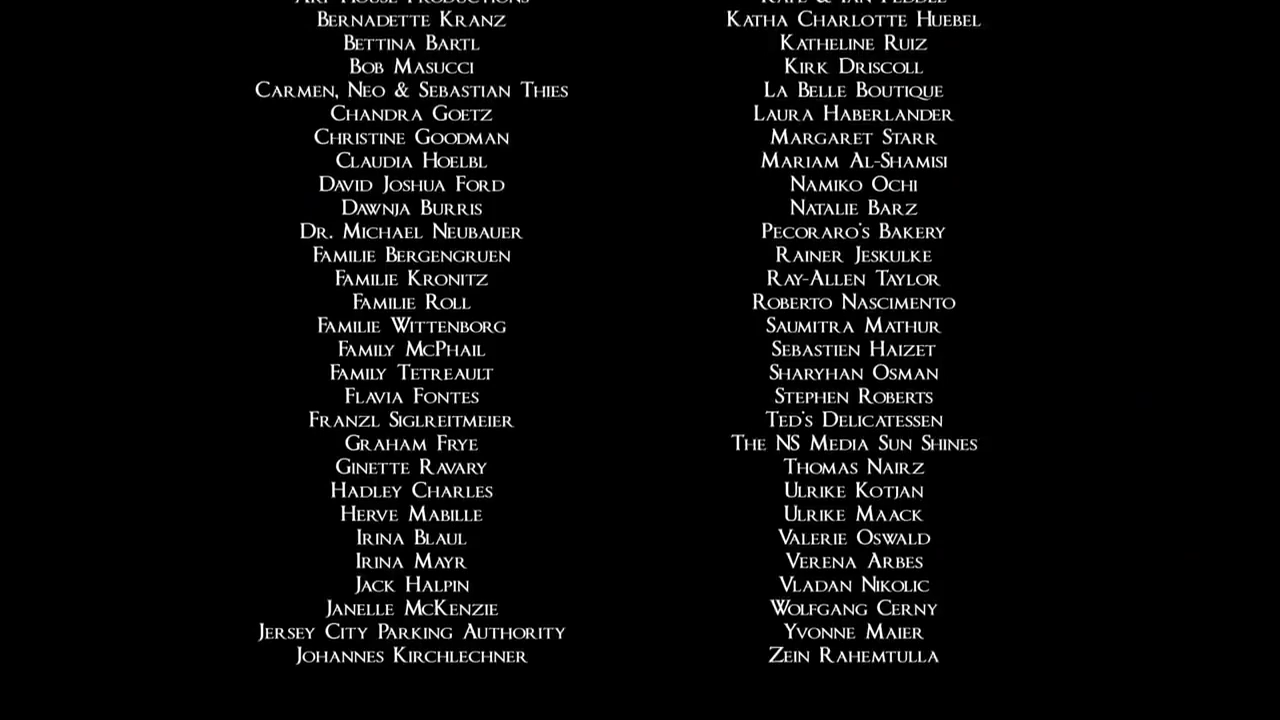 Art House Productions
Bernadette Kranz
Bettina Bartl
Bob Masucci
Carmen, Neo & Sebastian Thies
Chandra Goetz
Christine Goodman
Claudia Hoelbl
David Joshua Ford
Dawnja Burris
Dr. Michael Neubauer
Familie Bergengruen
Familie Kronitz
Familie Roll
Familie Wittenborg
Family McPhail
Family Tetreault
Flavia Fontes
Franzl Siglreitmeier
Graham Frye
Ginette Ravary
Hadley Charles
Herve Mabille
Irina Blaul
Irina Mayr
Jack Halpin
Janelle McKenzie
Jersey City Parking Authority
Johannes Kirchlechner
Katha Charlotte Huebel
Katheline Ruiz
Kirk Driscoll
La Belle Boutique
Laura Haberlander
Margaret Starr
Mariam Al-Shamisi
Namiko Ochi
Natalie Barz
Pecoraro's Bakery
Rainer Jeskulke
Ray-Allen Taylor
Roberto Nascimento
Saumitra Mathur
Sebastien Haizet
Sharyhan Osman
Stephen Roberts
Ted's Delicatessen
The NS Media Sun Shines
Thomas Nairz
Ulrike Kotjan
Ulrike Maack
Valerie Oswald
Verena Arbes
Vladan Nikolic
Wolfgang Cerny
Yvonne Maier
Zein Rahemtulla